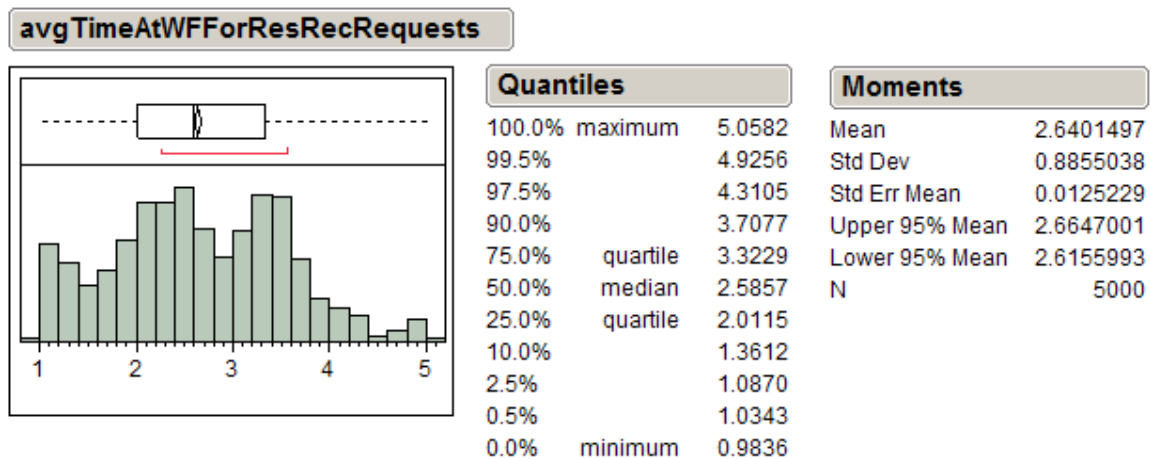 avgTimeAtWFForResRecRequests
1 2 3 4 5
Quantiles
100.0% maximum 5.0582
99.5% 4.9256
97.5% 4.3105
90.0% 3.7077
75.0% quartile 3.3229
50.0% median 2.5857
25.0% quartile 2.0115
10.0% 1.3612
2.5% 1.0870
0.5% 1.0343
0.0% minimum 0.9836
Moments
Mean 2.6401497
Std Dev 0.8855038
Std Err Mean 0.0125229
Upper 95% Mean 2.6647001
Lower 95% Mean 2.6155993
N 5000